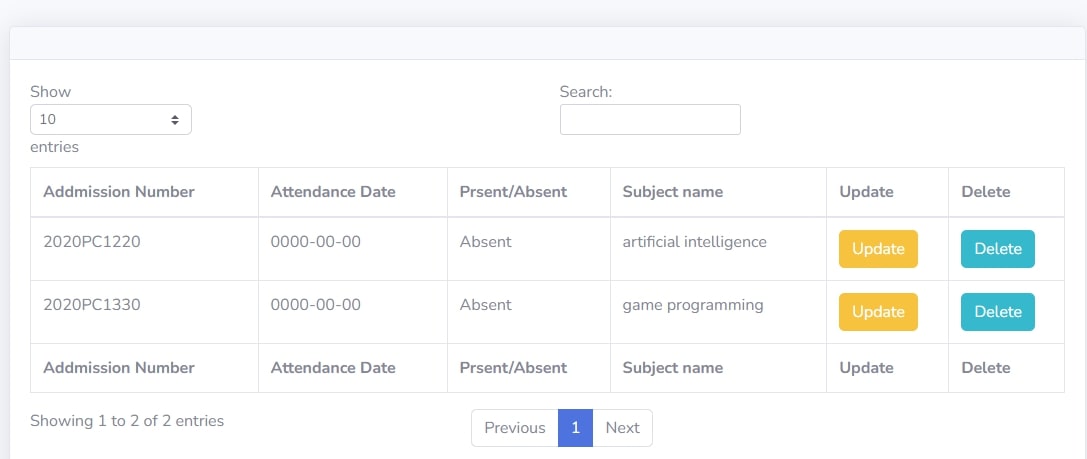 Show
10
entries
Search:
Addmission Number Attendance Date Prsent/Absent Subject name Update Delete
2020PC1220 0000-00-00 Absent artificial intelligence Update Delete
2020PC1330 0000-00-00 Absent game programming Update Delete
Addmission Number Attendance Date Prsent/Absent Subject name Update Delete
Showing 1 to 2 of 2 entries
Previous 1 Next